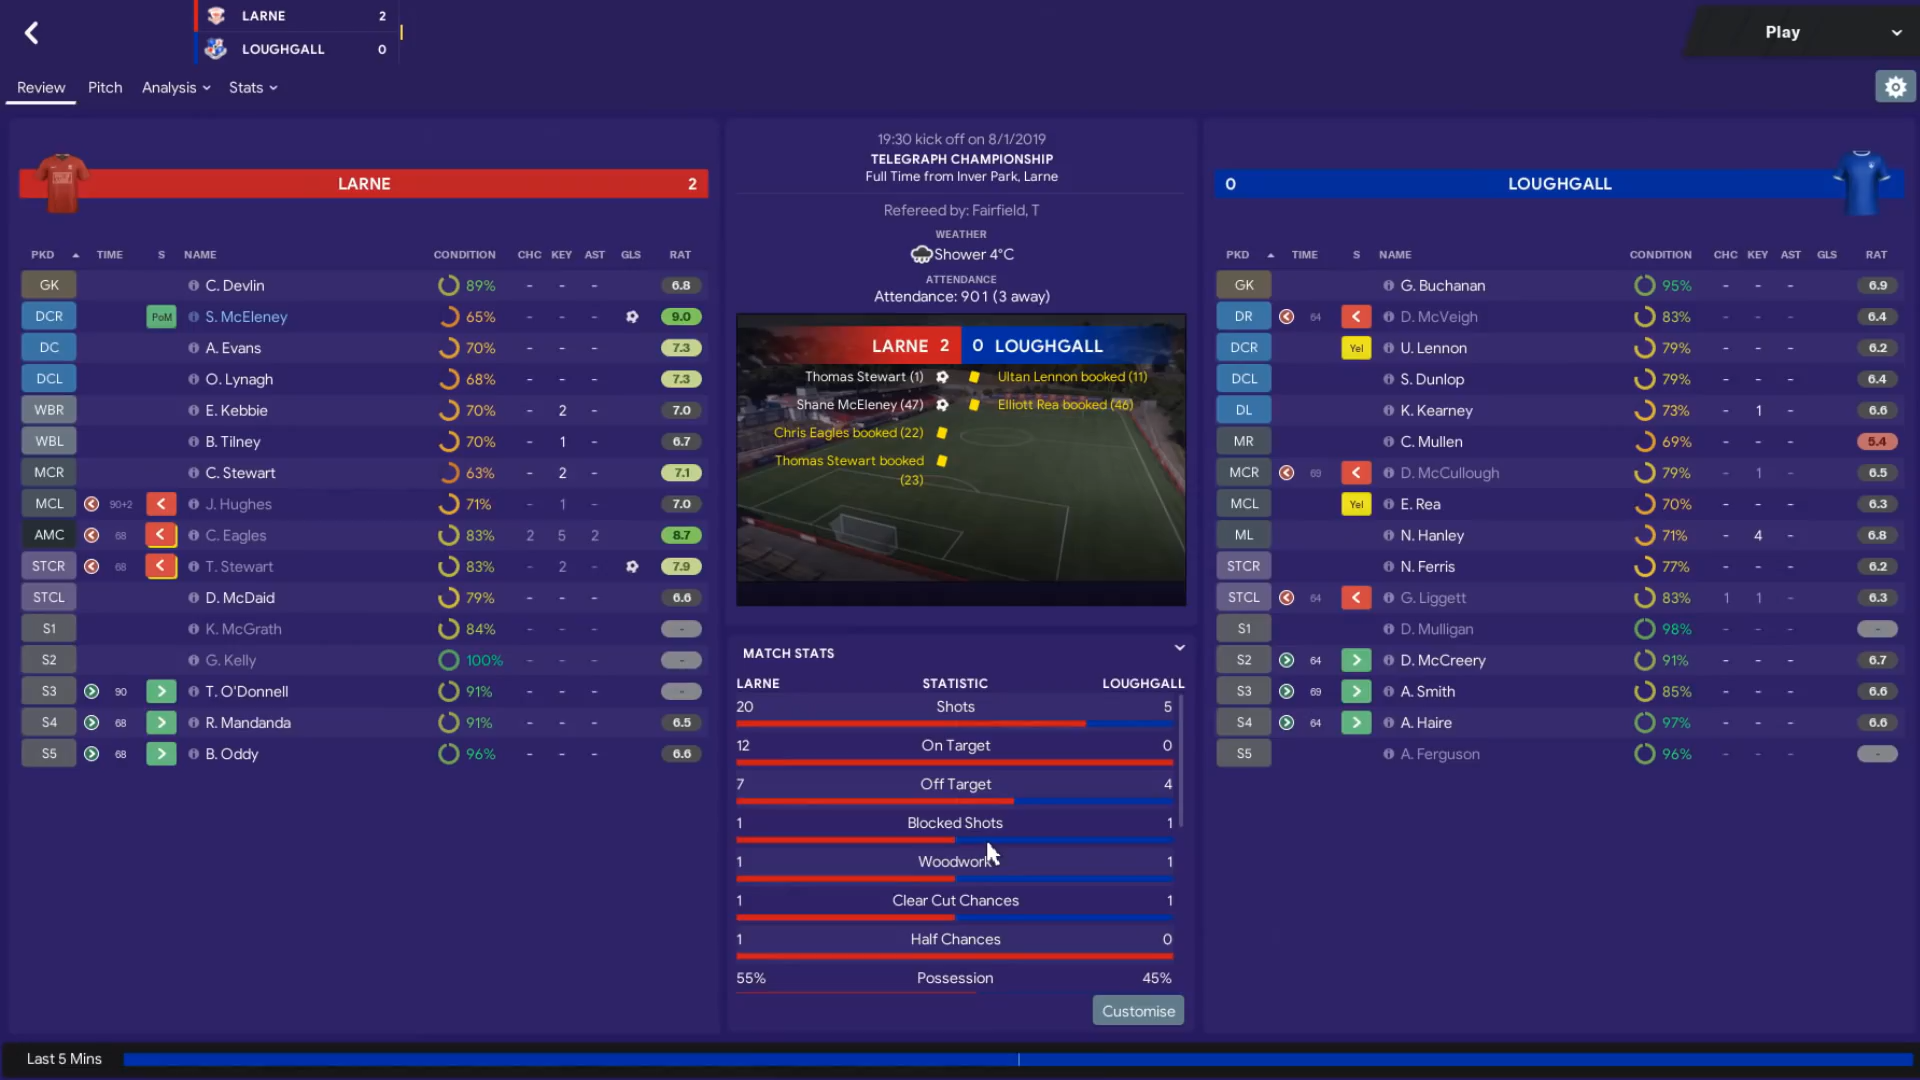 LARNE 2
LOUGHGALL 0
Play
Review Pitch Analysis Stats
LARNE 2
19:30 kick off on 8/1/2019
TELEGRAPH CHAMPIONSHIP
Full Time from Inver Park, Larne
Refereed by: Fairfield, T
WEATHER
Shower 4°C
ATTENDANCE
Attendance: 901 (3 away)
0 LOUGHGALL
PKD TIME S NAME CONDITION CHC KEY AST GLS RAT
GK C. Devlin 89% - - - 6.8
DCR PoM S. McEleney 65% - - - 9.0
DC A. Evans 70% - - - 7.3
DCL O. Lynagh 68% - - - 7.3
WBR E. Kebbie 70% - 2 - 7.0
WBL B. Tilney 70% - 1 - 6.7
MCR C. Stewart 63% - 2 - 7.1
MCL 90+2 J. Hughes 71% - 1 - 7.0
AMC 68 C. Eagles 83% 2 5 2 8.7
STCR 68 T. Stewart 83% - 2 - 7.9
STCL D. McDaid 79% - - - 6.6
S1 K. McGrath 84% - - - -
S2 G. Kelly 100% - - - -
S3 90 T. O'Donnell 91% - - - -
S4 68 R. Mandanda 91% - - - 6.5
S5 68 B. Oddy 96% - - - 6.6
LARNE 2 0 LOUGHGALL
Thomas Stewart (1) Ultan Lennon booked (11)
Shane McEleney (47) Elliott Rea booked (46)
Chris Eagles booked (22)
Thomas Stewart booked
(23)
MATCH STATS
LARNE STATISTIC LOUGHGALL
20 Shots 5
12 On Target 0
7 Off Target 4
1 Blocked Shots 1
1 Woodwork 1
1 Clear Cut Chances 1
1 Half Chances 0
55% Possession 45%
Customise
PKD TIME S NAME CONDITION CHC KEY AST GLS RAT
GK G. Buchanan 95% - - - 6.9
DR 64 D. McVeigh 83% - - - 6.4
DCR Yel U. Lennon 79% - - - 6.2
DCL S. Dunlop 79% - - - 6.4
DL K. Kearney 73% - 1 - 6.6
MR C. Mullen 69% - - - 5.4
MCR 69 D. McCullough 79% - 1 - 6.5
MCL Yel E. Rea 70% - - - 6.3
ML N. Hanley 71% - 4 - 6.8
STCR N. Ferris 77% - - - 6.2
STCL 64 G. Liggett 83% 1 1 - 6.3
S1 D. Mulligan 98% - - - -
S2 64 D. McCreery 91% - - - 6.7
S3 69 A. Smith 85% - - - 6.6
S4 64 A. Haire 97% - - - 6.6
S5 A. Ferguson 96% - - - -
Last 5 Mins